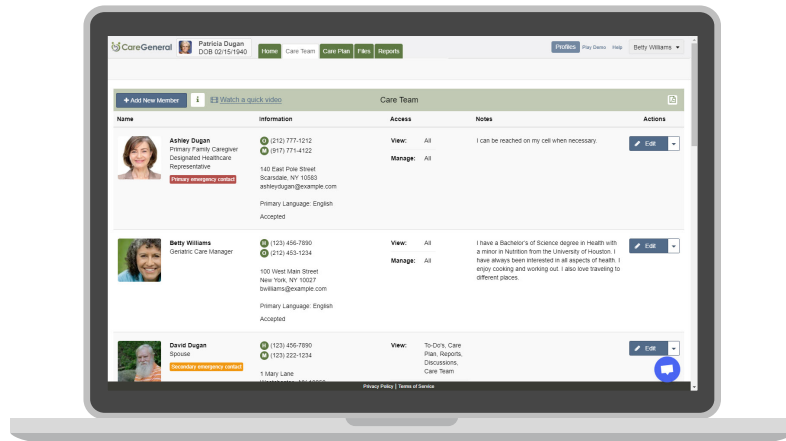 CareGeneral
Patricia Dugan
DOB 02/15/1940
Home Care Team Care Plan Files Reports
Profiles Play Demo Help Betty Williams
+ Add New Member i Watch a quick video Care Team
Name Information Access Notes Actions
Ashley Dugan
Primary Family Caregiver
Designated Healthcare
Representative
Primary emergency contact
O (212) 777-1212
M (917) 771-4122
140 East Pole Street
Scarsdale, NY 10583
ashleydugan@example.com
Primary Language: English
Accepted
View: All
Manage: All
I can be reached on my cell when necessary.
Edit
Betty Williams
Geriatric Care Manager
H (123) 456-7890
O (212) 453-1234
100 West Main Street
New York, NY 10027
bwilliams@example.com
Primary Language: English
Accepted
View: All
Manage: All
I have a Bachelor's of Science degree in Health with
a minor in Nutrition from the University of Houston. I
have always been interested in all aspects of health. I
enjoy cooking and working out. I also love traveling to
different places.
Edit
David Dugan
Spouse
Secondary emergency contact
H (123) 456-7890
M (123) 222-1234
1 Mary Lane
View: To-Do's, Care
Plan, Reports,
Discussions,
Care Team
Edit
Privacy Policy | Terms of Service